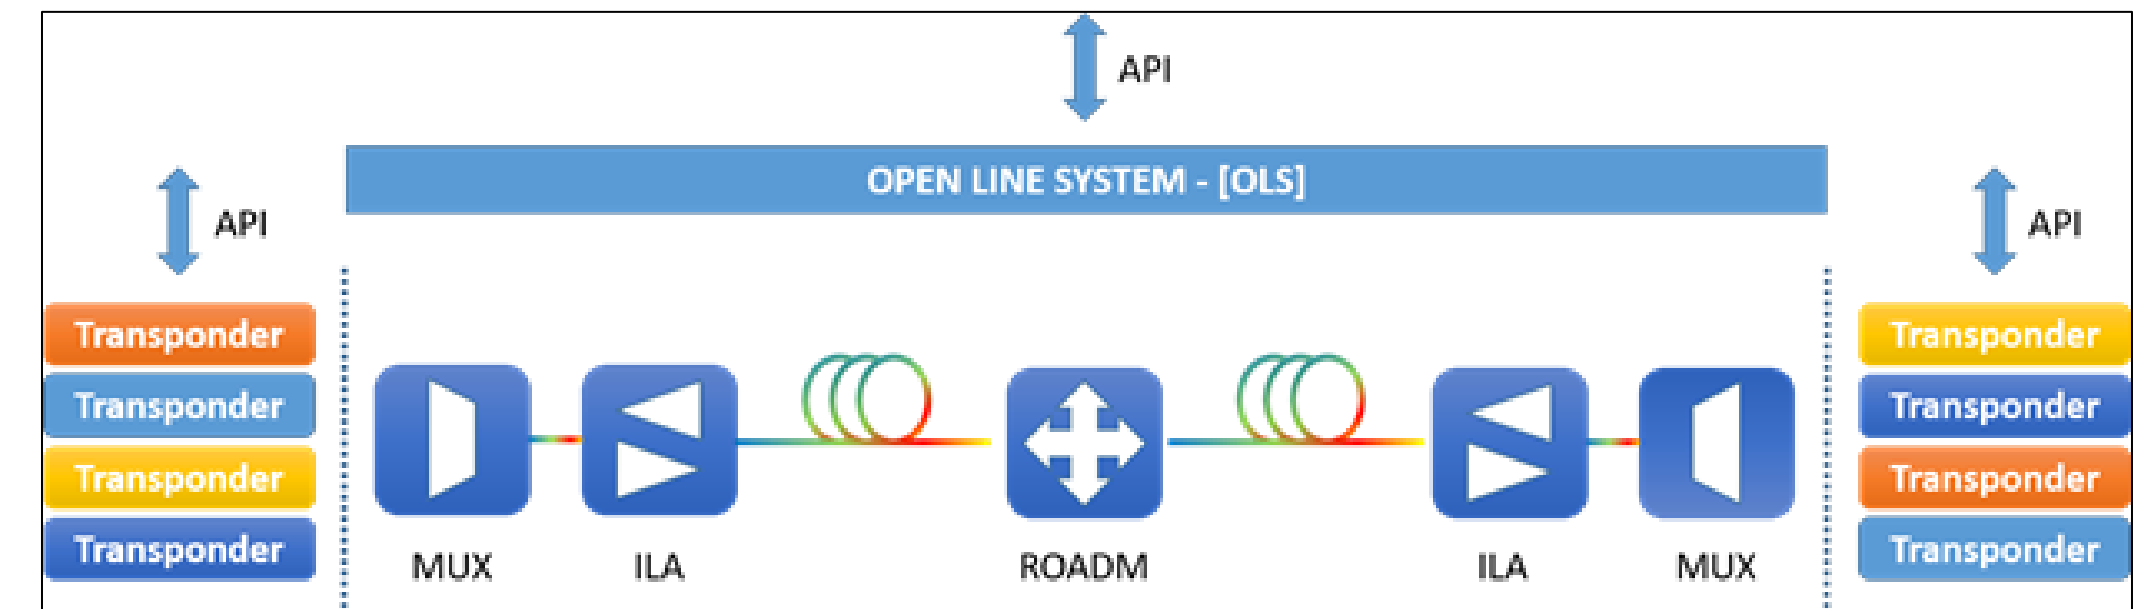 API
OPEN LINE SYSTEM - [OLS]
API
API
Transponder
Transponder
Transponder
Transponder
MUX
ILA
ROADM
ILA
MUX
Transponder
Transponder
Transponder
Transponder